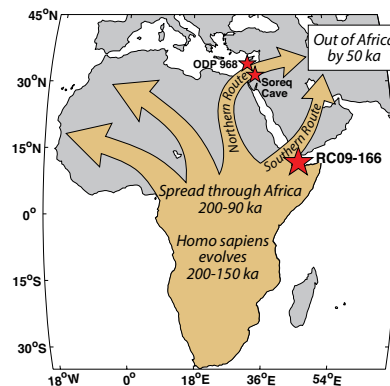 45°N
30°N
15°N
0°
15°S
30°S
18°W
0°
18°E
36°E
54°E
Out of Africa
by 50 ka
ODP 968
Soreq
Cave
Northern Route
Southern Route
RC09-166
Spread through Africa
200-90 ka
Homo sapiens
evolves
200-150 ka